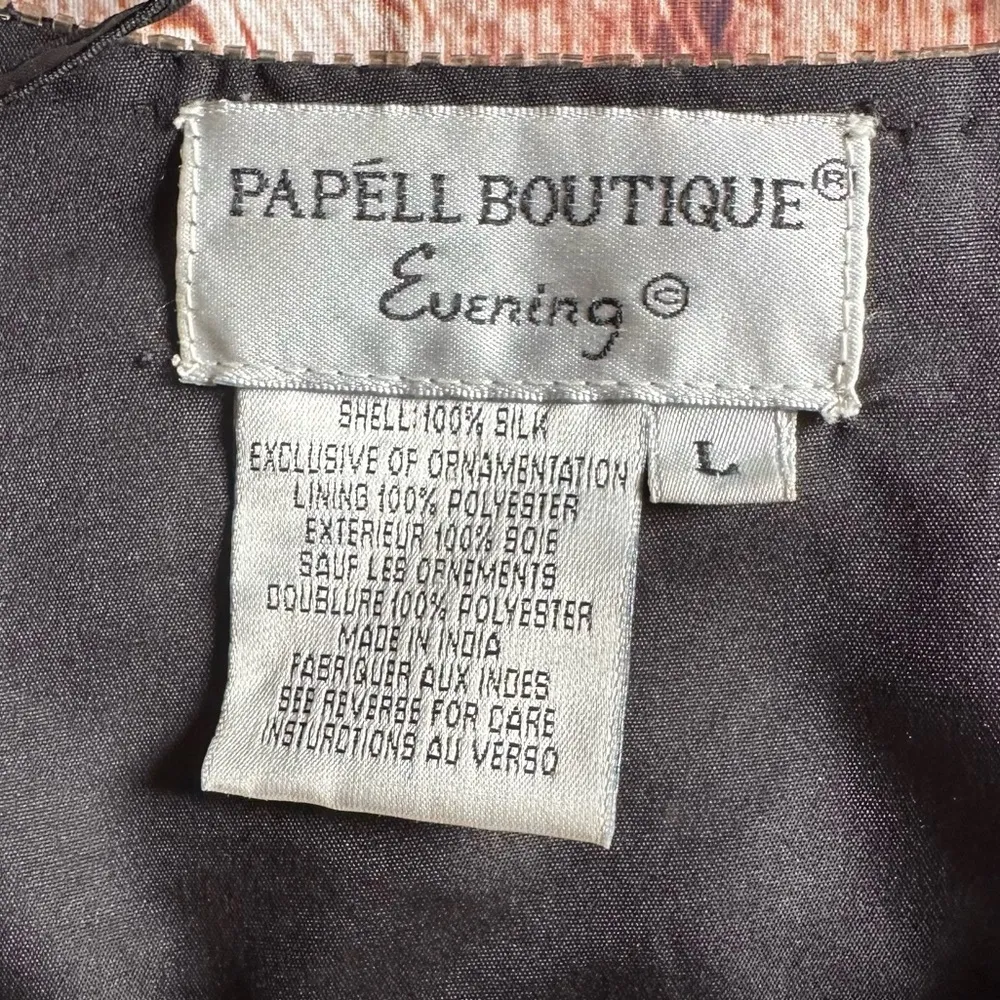 PAPÉLL BOUTIQUE®
Evening ©
L
SHELL:100% SILK
EXCLUSIVE OF ORNAMENTATION
LINING 100% POLYESTER
EXTERIEUR 100% SOIE
SAUF LES ORNEMENTS
DOUBLURE 100% POLYESTER
MADE IN INDIA
FABRIQUER AUX INDES
SEE REVERSE FOR CARE
INSTURCTIONS AU VERSO